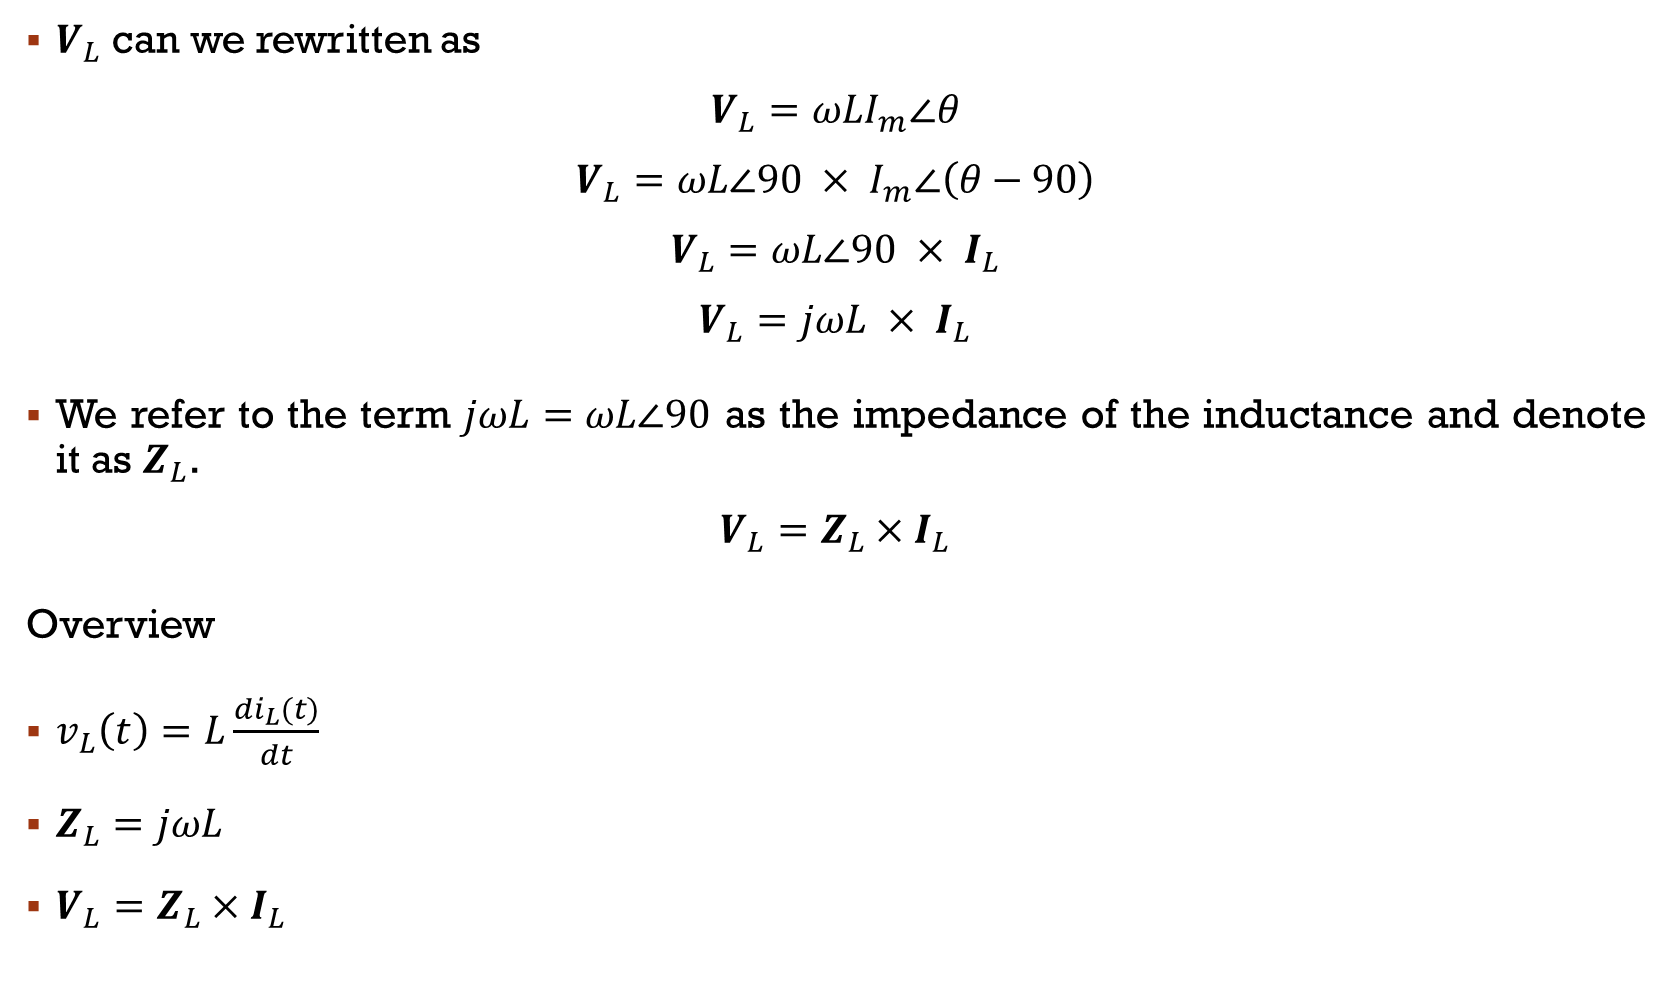 ▪ V_L can we rewritten as
V_L = ωLI_m∠θ
V_L = ωL∠90 × I_m∠(θ − 90)
V_L = ωL∠90 × I_L
V_L = jωL × I_L
▪ We refer to the term jωL = ωL∠90 as the impedance of the inductance and denote
it as Z_L.
V_L = Z_L × I_L
Overview
▪ v_L(t) = L di_L(t)/dt
▪ Z_L = jωL
▪ V_L = Z_L × I_L